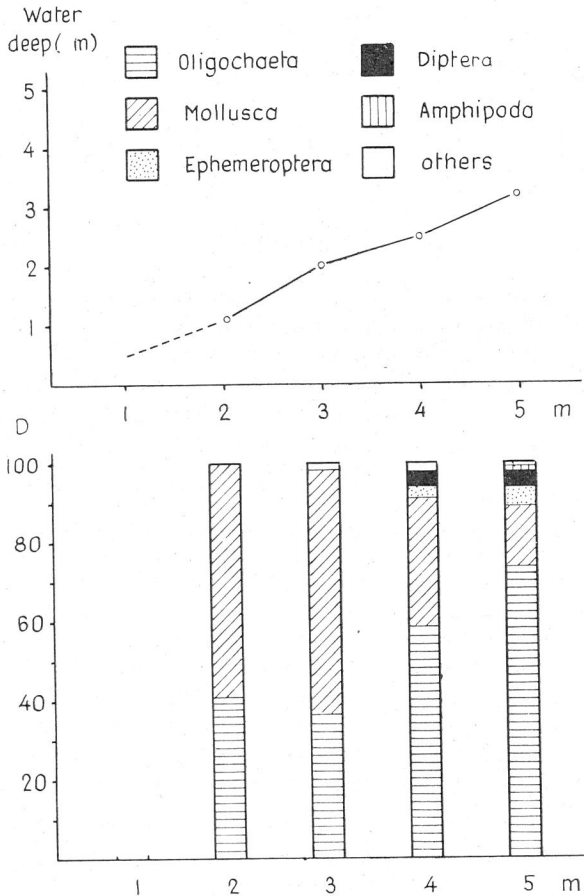 Water
deep( m)
Oligochaeta
Diptera
Mollusca
Amphipoda
Ephemeroptera
others
5
4
3
2
1
1 2 3 4 5 m
D
100
80
60
40
20
1 2 3 4 5 m